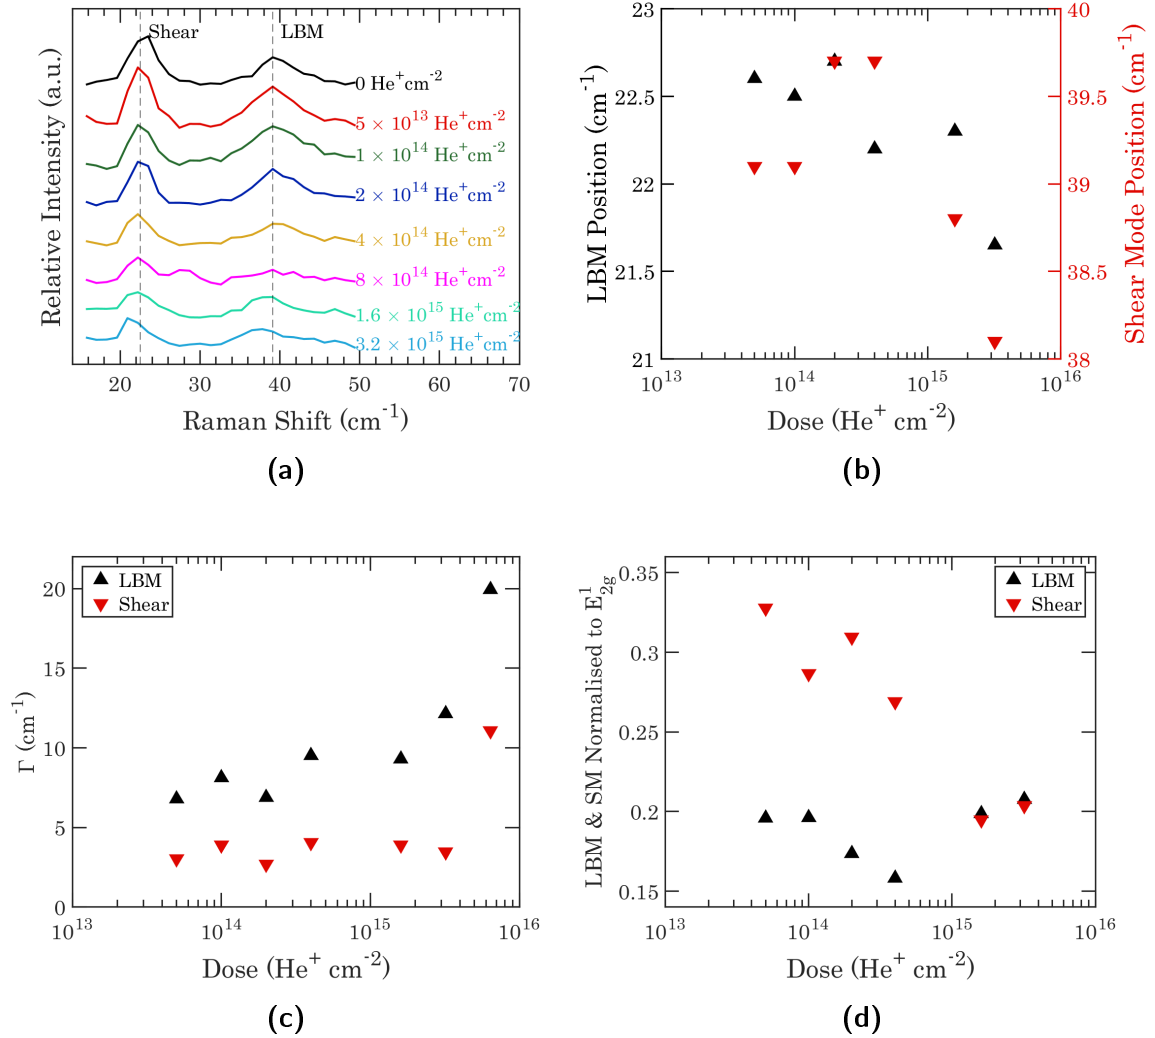 Shear
LBM
0 He⁺cm⁻²
5 × 10¹³ He⁺cm⁻²
1 × 10¹⁴ He⁺cm⁻²
2 × 10¹⁴ He⁺cm⁻²
4 × 10¹⁴ He⁺cm⁻²
8 × 10¹⁴ He⁺cm⁻²
1.6 × 10¹⁵ He⁺cm⁻²
3.2 × 10¹⁵ He⁺cm⁻²
Relative Intensity (a.u.)
20 30 40 50 60 70
Raman Shift (cm⁻¹)
(a)
23
22.5
22
21.5
21
LBM Position (cm⁻¹)
40
39.5
39
38.5
38
Shear Mode Position (cm⁻¹)
10¹³ 10¹⁴ 10¹⁵ 10¹⁶
Dose (He⁺ cm⁻²)
(b)
LBM
Shear
20
15
10
5
0
Γ (cm⁻¹)
10¹³ 10¹⁴ 10¹⁵ 10¹⁶
Dose (He⁺ cm⁻²)
(c)
LBM
Shear
0.35
0.3
0.25
0.2
0.15
LBM & SM Normalised to E¹₂g
10¹³ 10¹⁴ 10¹⁵ 10¹⁶
Dose (He⁺ cm⁻²)
(d)